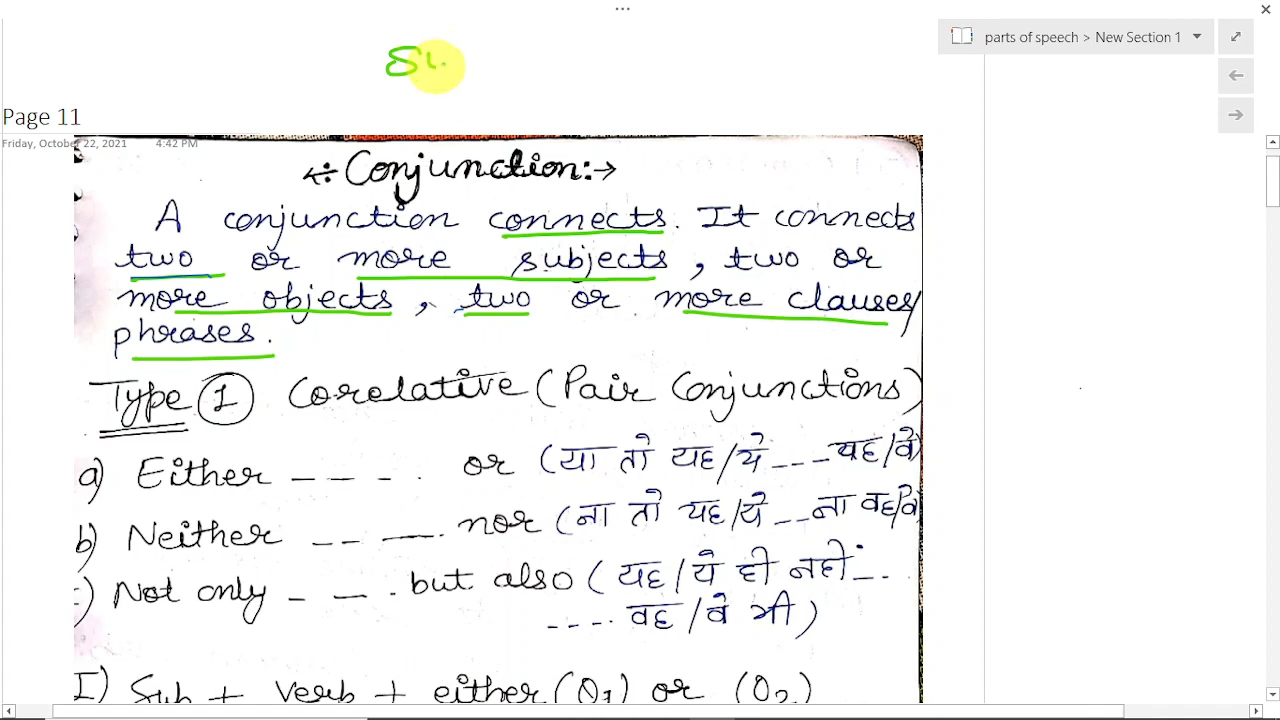 parts of speech > New Section 1
Page 11
Friday, October 22, 2021 4:42 PM
Conjunction:→
A conjunction connects. It connects
two or more subjects, two or
more objects, two or more clauses/
phrases.
Type 1 Corelative (Pair Conjunctions)
a) Either ---- or (या तो यह/ये ---यह/वे)
b) Neither -- --. nor (ना तो यह/ये --ना वह/वे)
) Not only - --. but also (यह/ये ही नहीं --.
----. वह/वे भी)
I) Sub + verb + either (O1) or (O2)